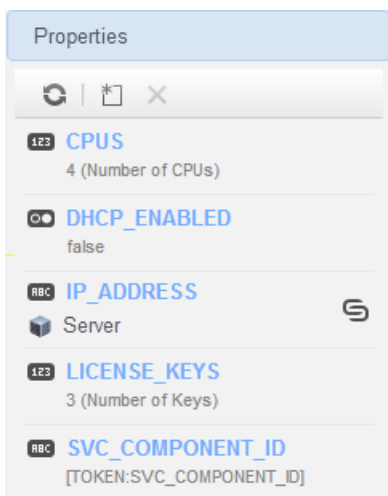 Properties
123 CPUS
4 (Number of CPUs)
DHCP_ENABLED
false
ABC IP_ADDRESS
Server
123 LICENSE_KEYS
3 (Number of Keys)
ABC SVC_COMPONENT_ID
[TOKEN:SVC_COMPONENT_ID]